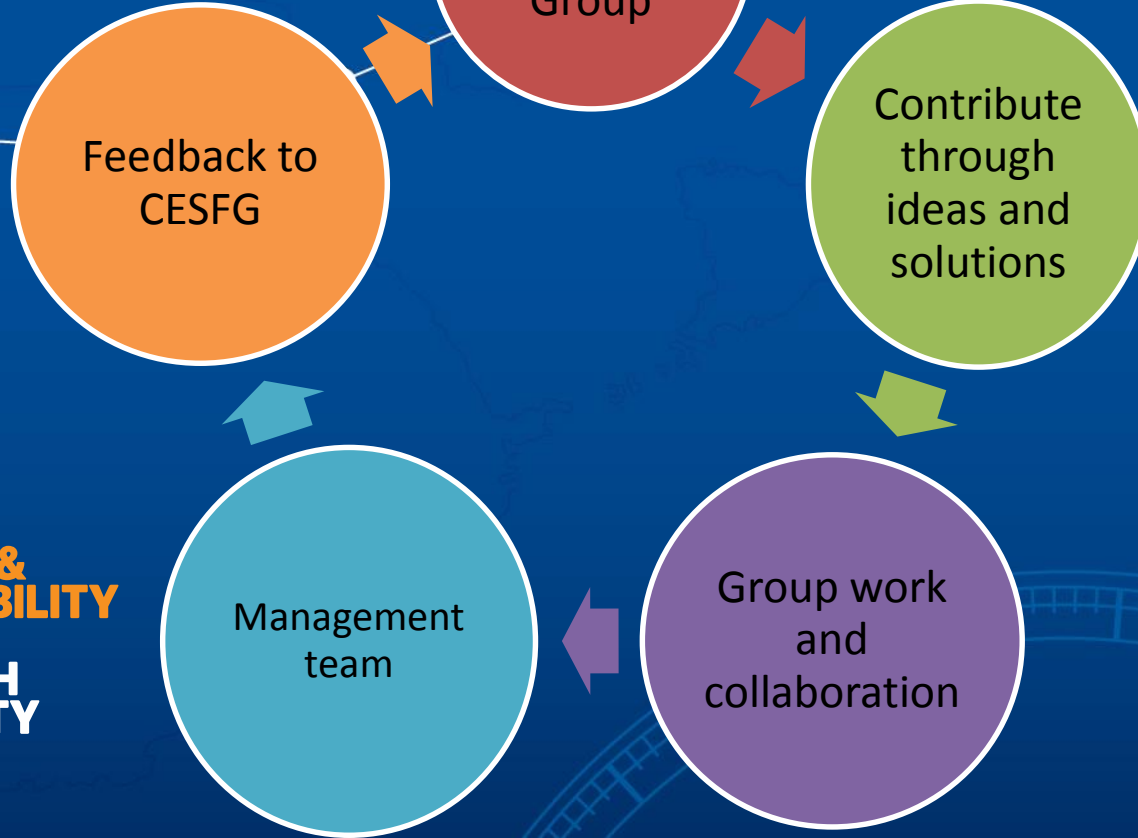 Group
Feedback to
CESFG
Contribute
through
ideas and
solutions
Management
team
Group work
and
collaboration
&
BILITY
H
TY